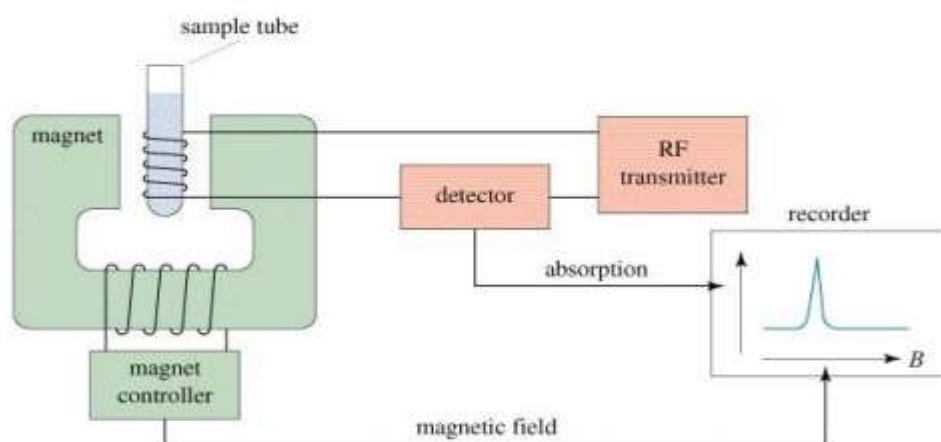 sample tube
magnet
RF
transmitter
detector
recorder
absorption
B
magnet
controller
magnetic field